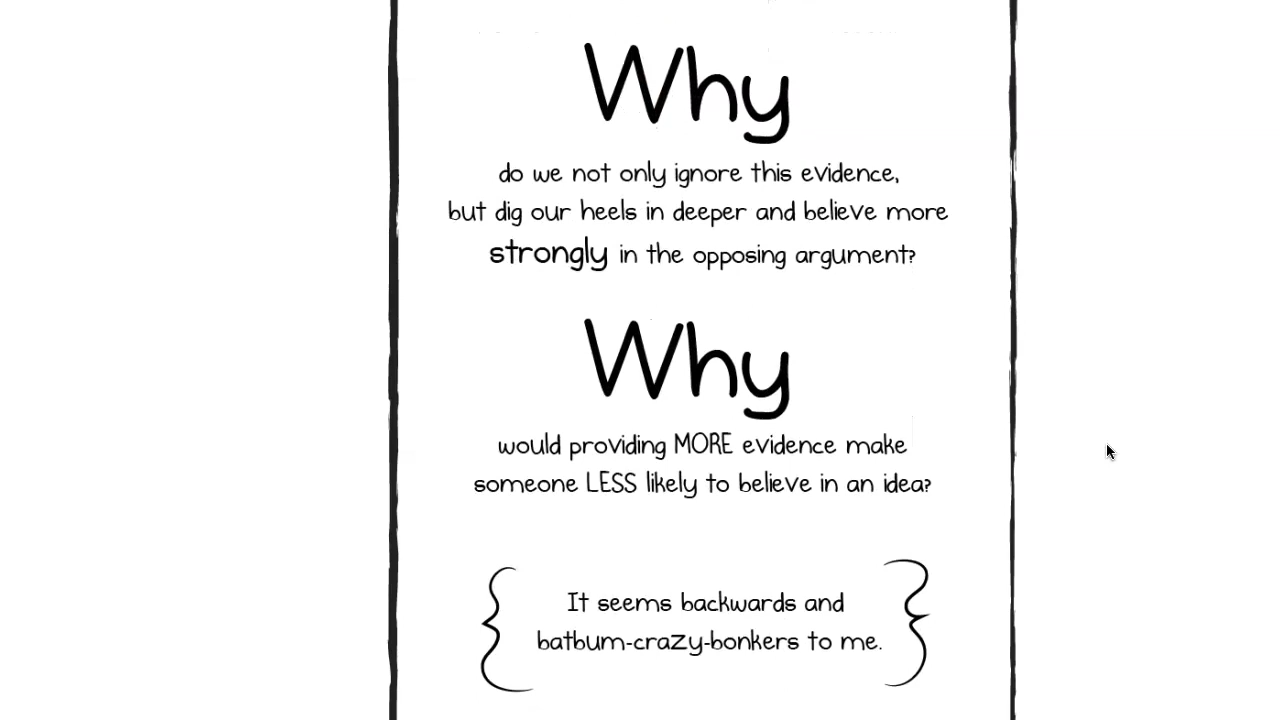 Why
do we not only ignore this evidence,
but dig our heels in deeper and believe more
strongly in the opposing argument?
Why
would providing MORE evidence make
someone LESS likely to believe in an idea?
It seems backwards and
batbum-crazy-bonkers to me.